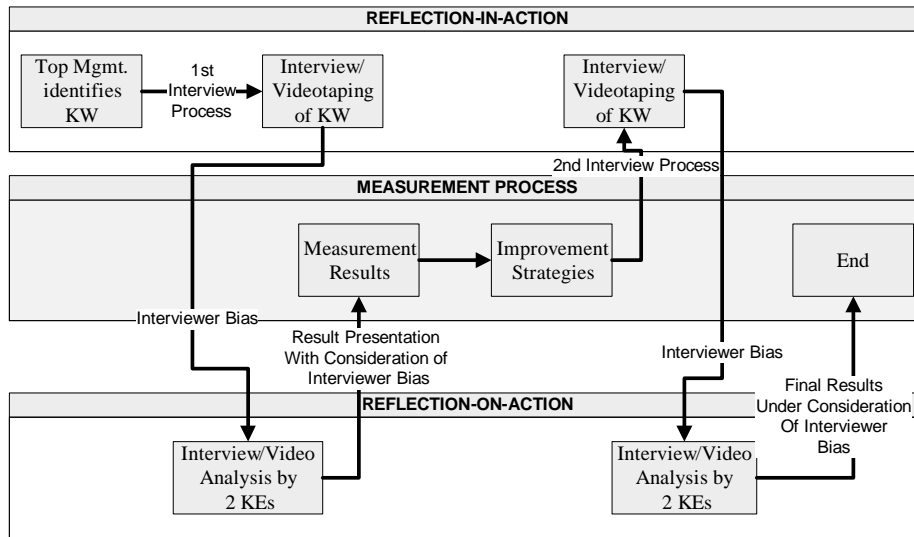 REFLECTION-IN-ACTION
Top Mgmt.
identifies
KW
1st
Interview
Process
Interview/
Videotaping
of KW
Interview/
Videotaping
of KW
2nd Interview Process
MEASUREMENT PROCESS
Measurement
Results
Improvement
Strategies
End
Interviewer Bias
Result Presentation
With Consideration of
Interviewer Bias
Interviewer Bias
Final Results
Under Consideration
Of Interviewer
Bias
REFLECTION-ON-ACTION
Interview/Video
Analysis by
2 KEs
Interview/Video
Analysis by
2 KEs